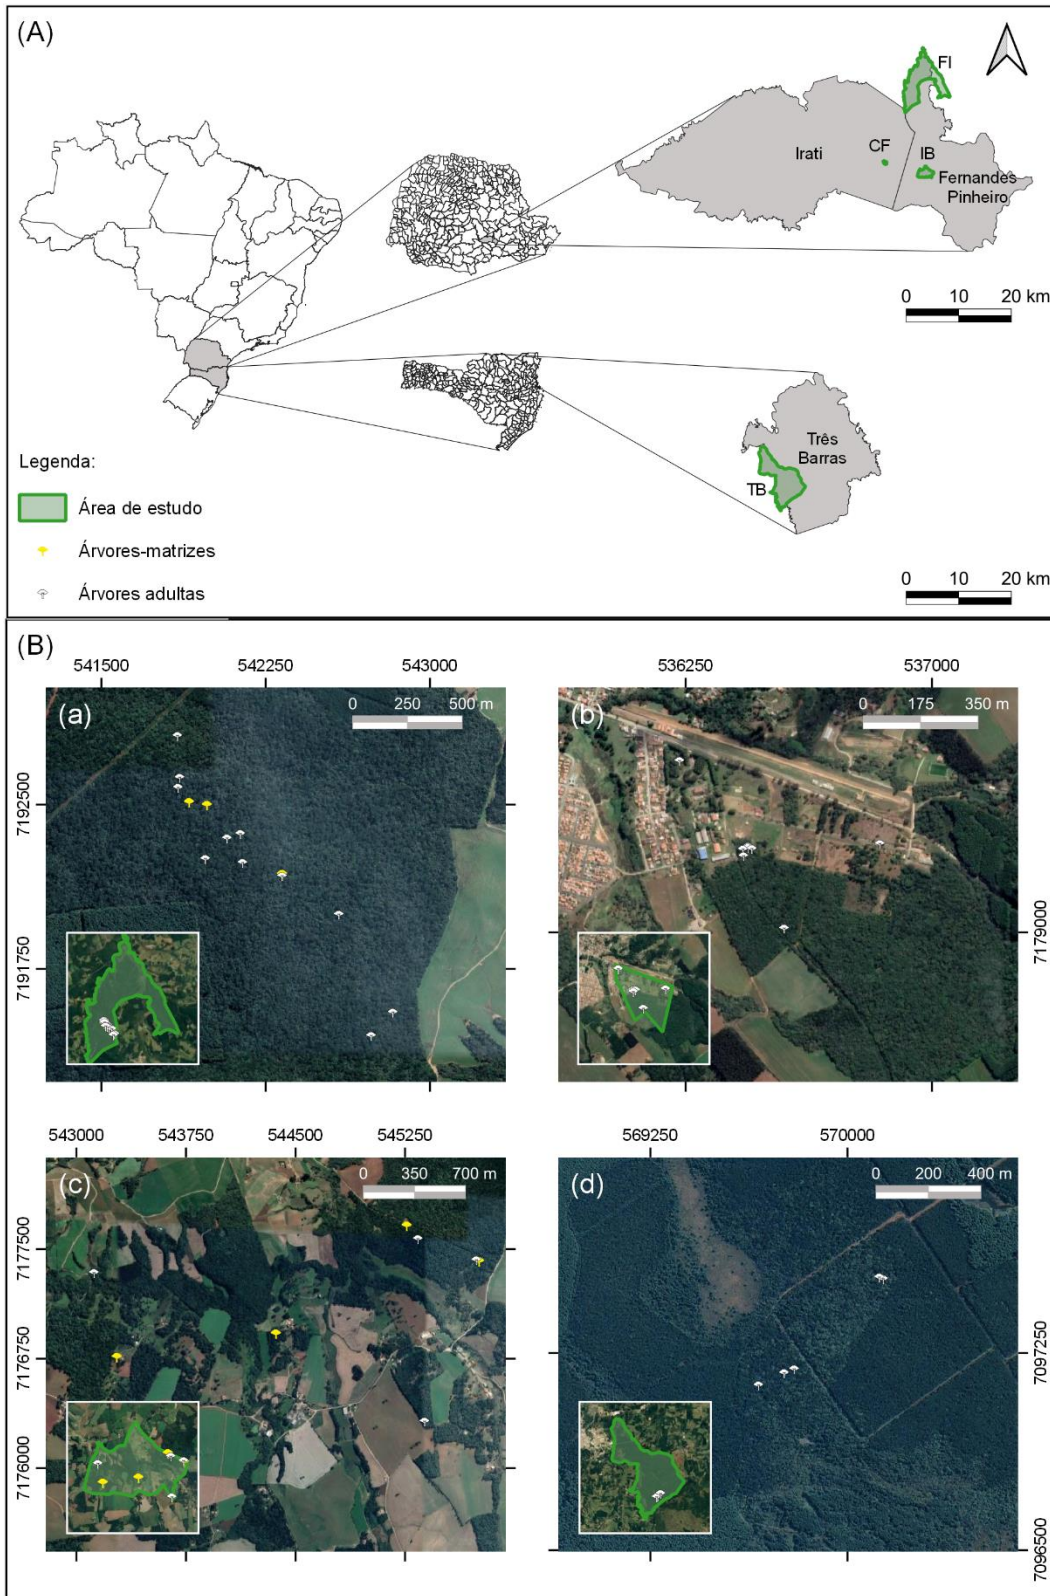 (A)
FI
Irati
CF
IB
Fernandes
Pinheiro
0 10 20 km
Três
Barras
TB
Legenda:
Área de estudo
Árvores-matrizes
Árvores adultas
0 10 20 km
(B)
541500 542250 543000
536250 537000
(a)
0 250 500 m
(b)
0 175 350 m
7192500
7191750
7179000
543000 543750 544500 545250
569250 570000
(c)
0 350 700 m
(d)
0 200 400 m
7177500
7176750
7176000
7097250
7096500